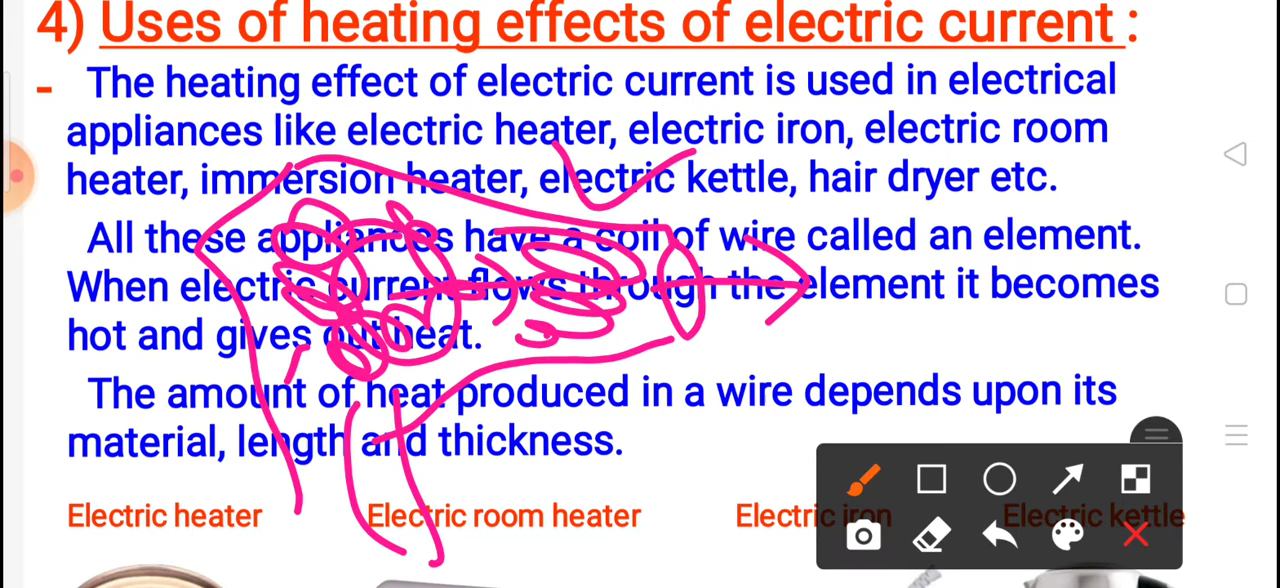 4) Uses of heating effects of electric current :
- The heating effect of electric current is used in electrical
appliances like electric heater, electric iron, electric room
heater, immersion heater, electric kettle, hair dryer etc.
All these appliances have a coil of wire called an element.
When electric current flows through the element it becomes
hot and gives out heat.
The amount of heat produced in a wire depends upon its
material, length and thickness.
Electric heater Electric room heater Electric iron Electric kettle